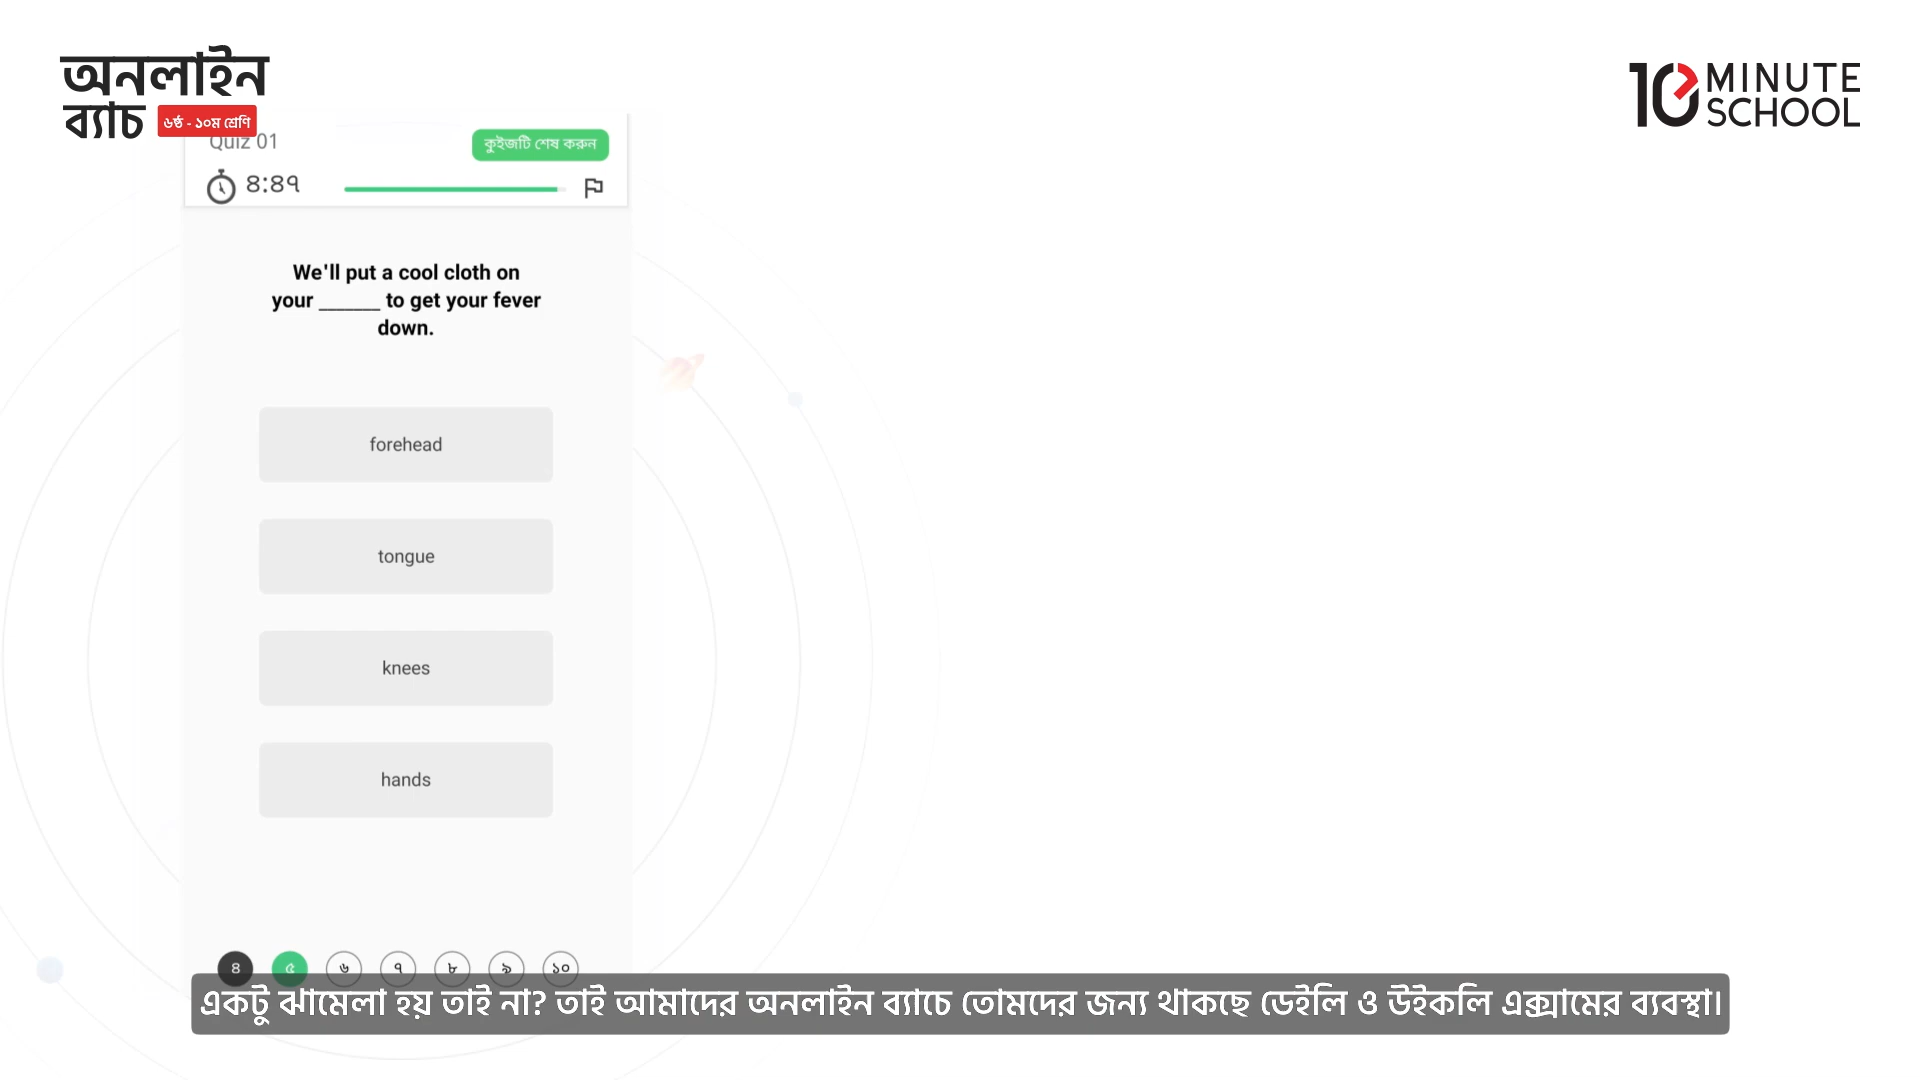 অনলাইন
ব্যাচ ৬ষ্ঠ - ১০ম শ্রেণি
10 MINUTE
SCHOOL
Quiz 01
কুইজটি শেষ করুন
৪:৪৭
We'll put a cool cloth on
your _______ to get your fever
down.
forehead
tongue
knees
hands
৪ ৫ ৬ ৭ ৮ ৯ ১০
একটু ঝামেলা হয় তাই না? তাই আমাদের অনলাইন ব্যাচে তোমদের জন্য থাকছে ডেইলি ও উইকলি এক্সামের ব্যবস্থা।